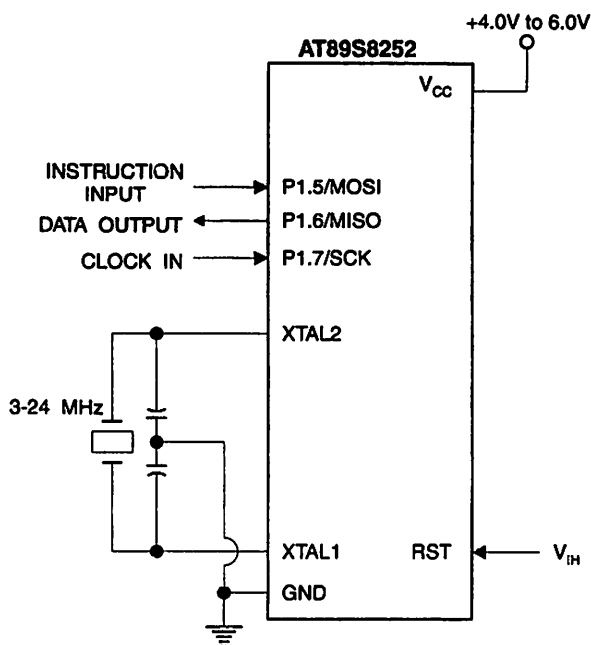 +4.0V to 6.0V
AT89S8252
VCC
INSTRUCTION
INPUT
P1.5/MOSI
DATA OUTPUT
P1.6/MISO
CLOCK IN
P1.7/SCK
XTAL2
3-24 MHz
XTAL1
RST
VIH
GND